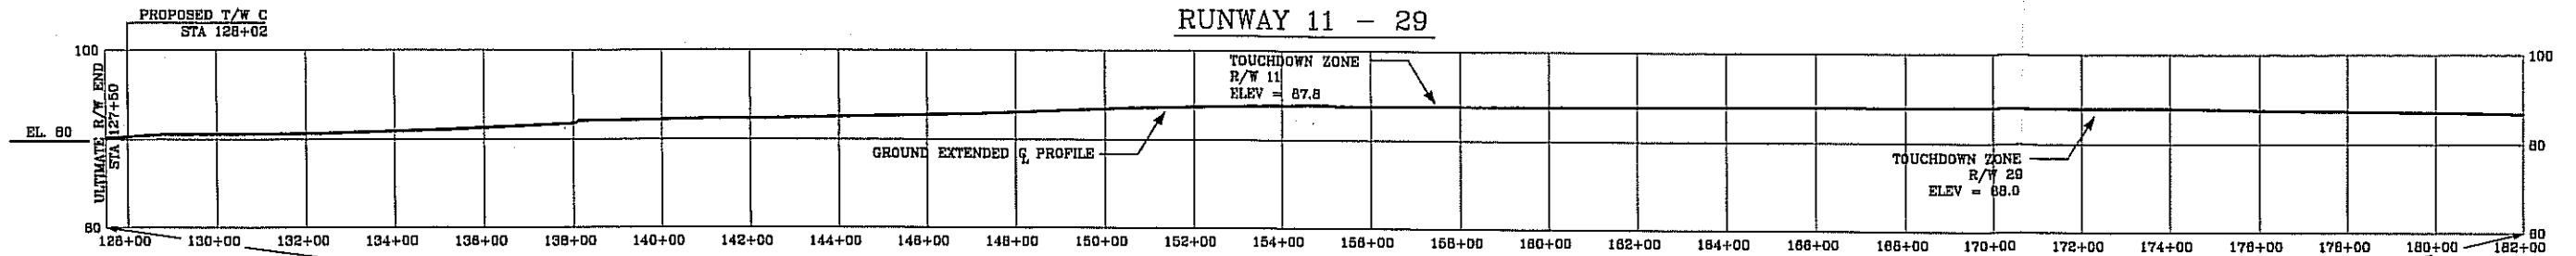 RUNWAY 11 - 29
PROPOSED T/W C
STA 128+02
100
100
TOUCHDOWN ZONE
R/W 11
ELEV = 87.8
ULTIMATE R/W END
STA 127+50
EL. 80
80
GROUND EXTENDED ℄ PROFILE
TOUCHDOWN ZONE
R/W 29
ELEV = 88.0
60
60
128+00 130+00 132+00 134+00 136+00 138+00 140+00 142+00 144+00 146+00 148+00 150+00 152+00 154+00 156+00 158+00 160+00 162+00 164+00 166+00 168+00 170+00 172+00 174+00 176+00 178+00 180+00 182+00